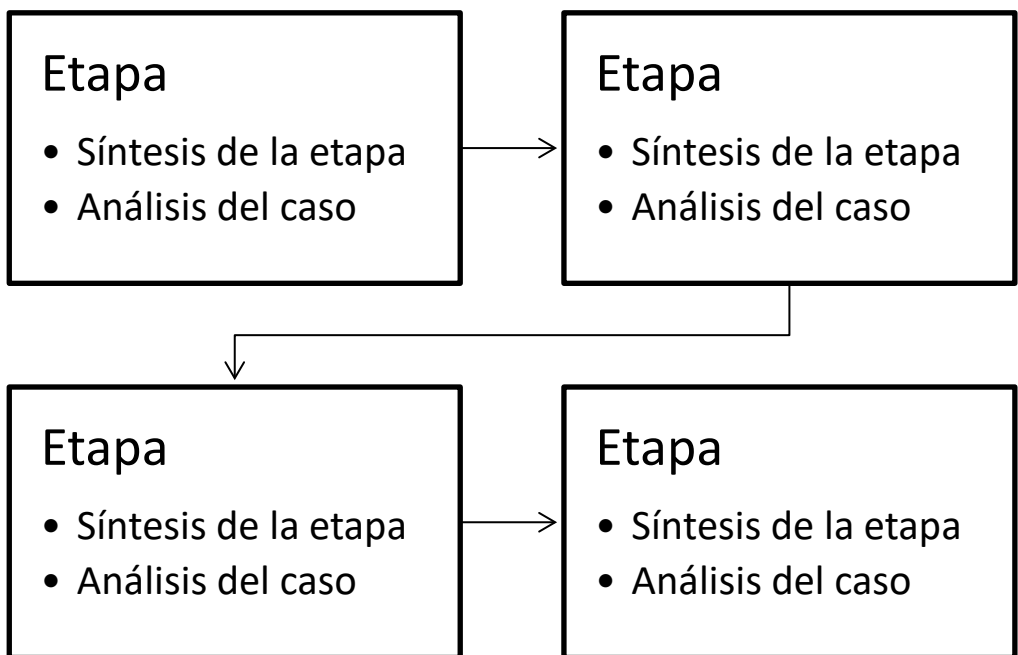 Etapa
• Síntesis de la etapa
• Análisis del caso
Etapa
• Síntesis de la etapa
• Análisis del caso
Etapa
• Síntesis de la etapa
• Análisis del caso
Etapa
• Síntesis de la etapa
• Análisis del caso